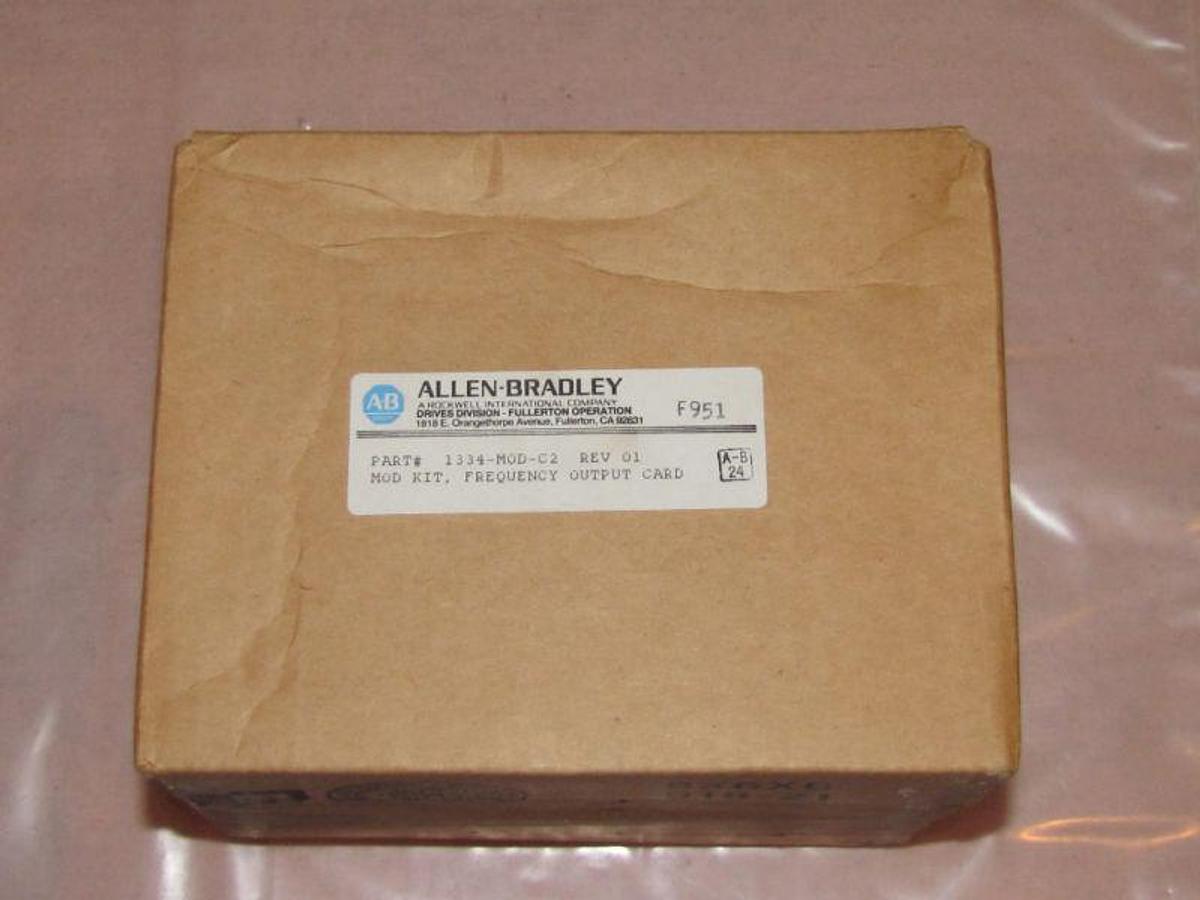 AB
ALLEN-BRADLEY
A ROCKWELL INTERNATIONAL COMPANY
DRIVES DIVISION - FULLERTON OPERATION
1818 E. Orangethorpe Avenue, Fullerton, CA 92631
F951
PART# 1334-MOD-C2 REV 01
MOD KIT, FREQUENCY OUTPUT CARD
A-B
24